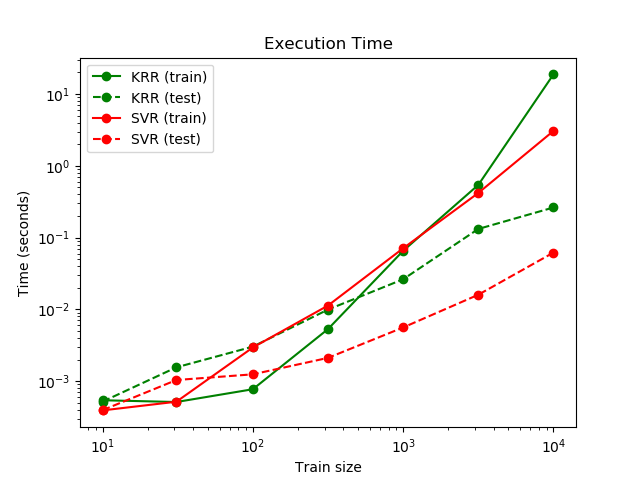 Execution Time
KRR (train)
KRR (test)
SVR (train)
SVR (test)
Time (seconds)
10¹
10⁰
10⁻¹
10⁻²
10⁻³
10¹
10²
10³
10⁴
Train size